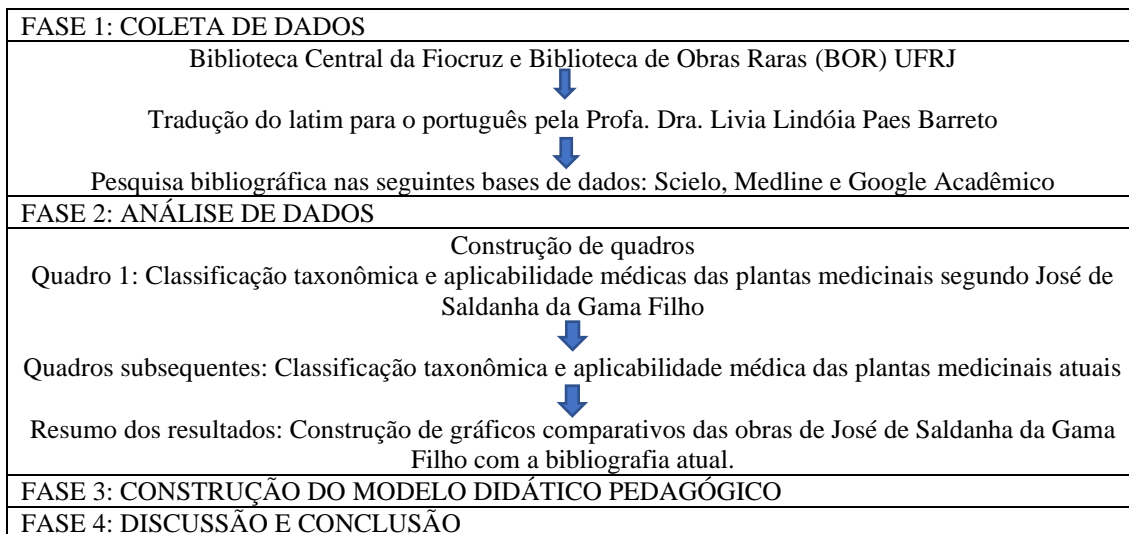 FASE 1: COLETA DE DADOS
Biblioteca Central da Fiocruz e Biblioteca de Obras Raras (BOR) UFRJ
Tradução do latim para o português pela Profa. Dra. Livia Lindóia Paes Barreto
Pesquisa bibliográfica nas seguintes bases de dados: Scielo, Medline e Google Acadêmico
FASE 2: ANÁLISE DE DADOS
Construção de quadros
Quadro 1: Classificação taxonômica e aplicabilidade médicas das plantas medicinais segundo José de
Saldanha da Gama Filho
Quadros subsequentes: Classificação taxonômica e aplicabilidade médica das plantas medicinais atuais
Resumo dos resultados: Construção de gráficos comparativos das obras de José de Saldanha da Gama
Filho com a bibliografia atual.
FASE 3: CONSTRUÇÃO DO MODELO DIDÁTICO PEDAGÓGICO
FASE 4: DISCUSSÃO E CONCLUSÃO